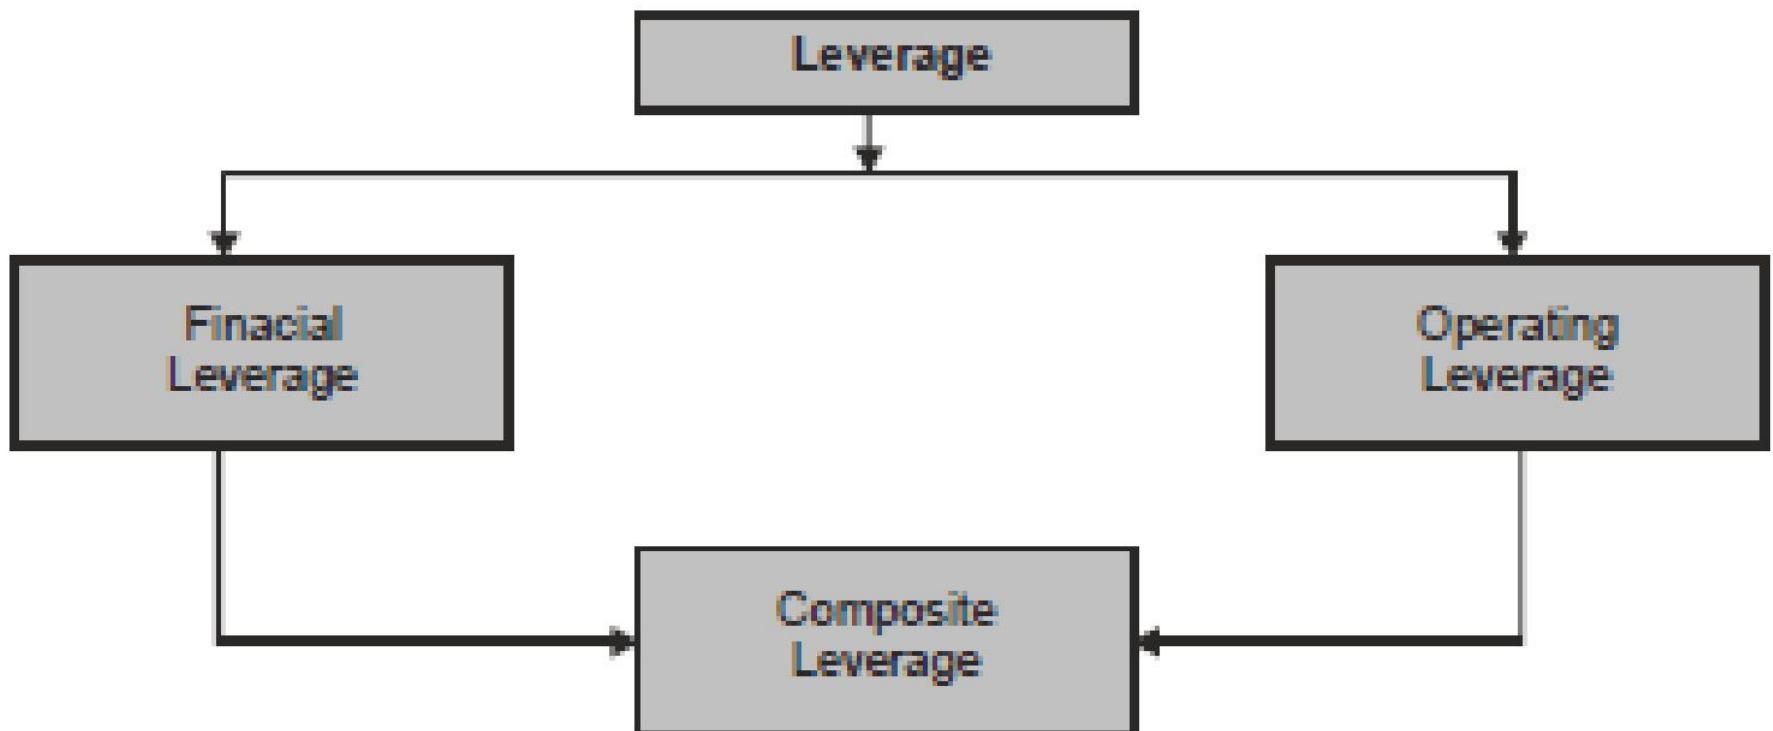 Leverage
Finacial
Leverage
Operating
Leverage
Composite
Leverage